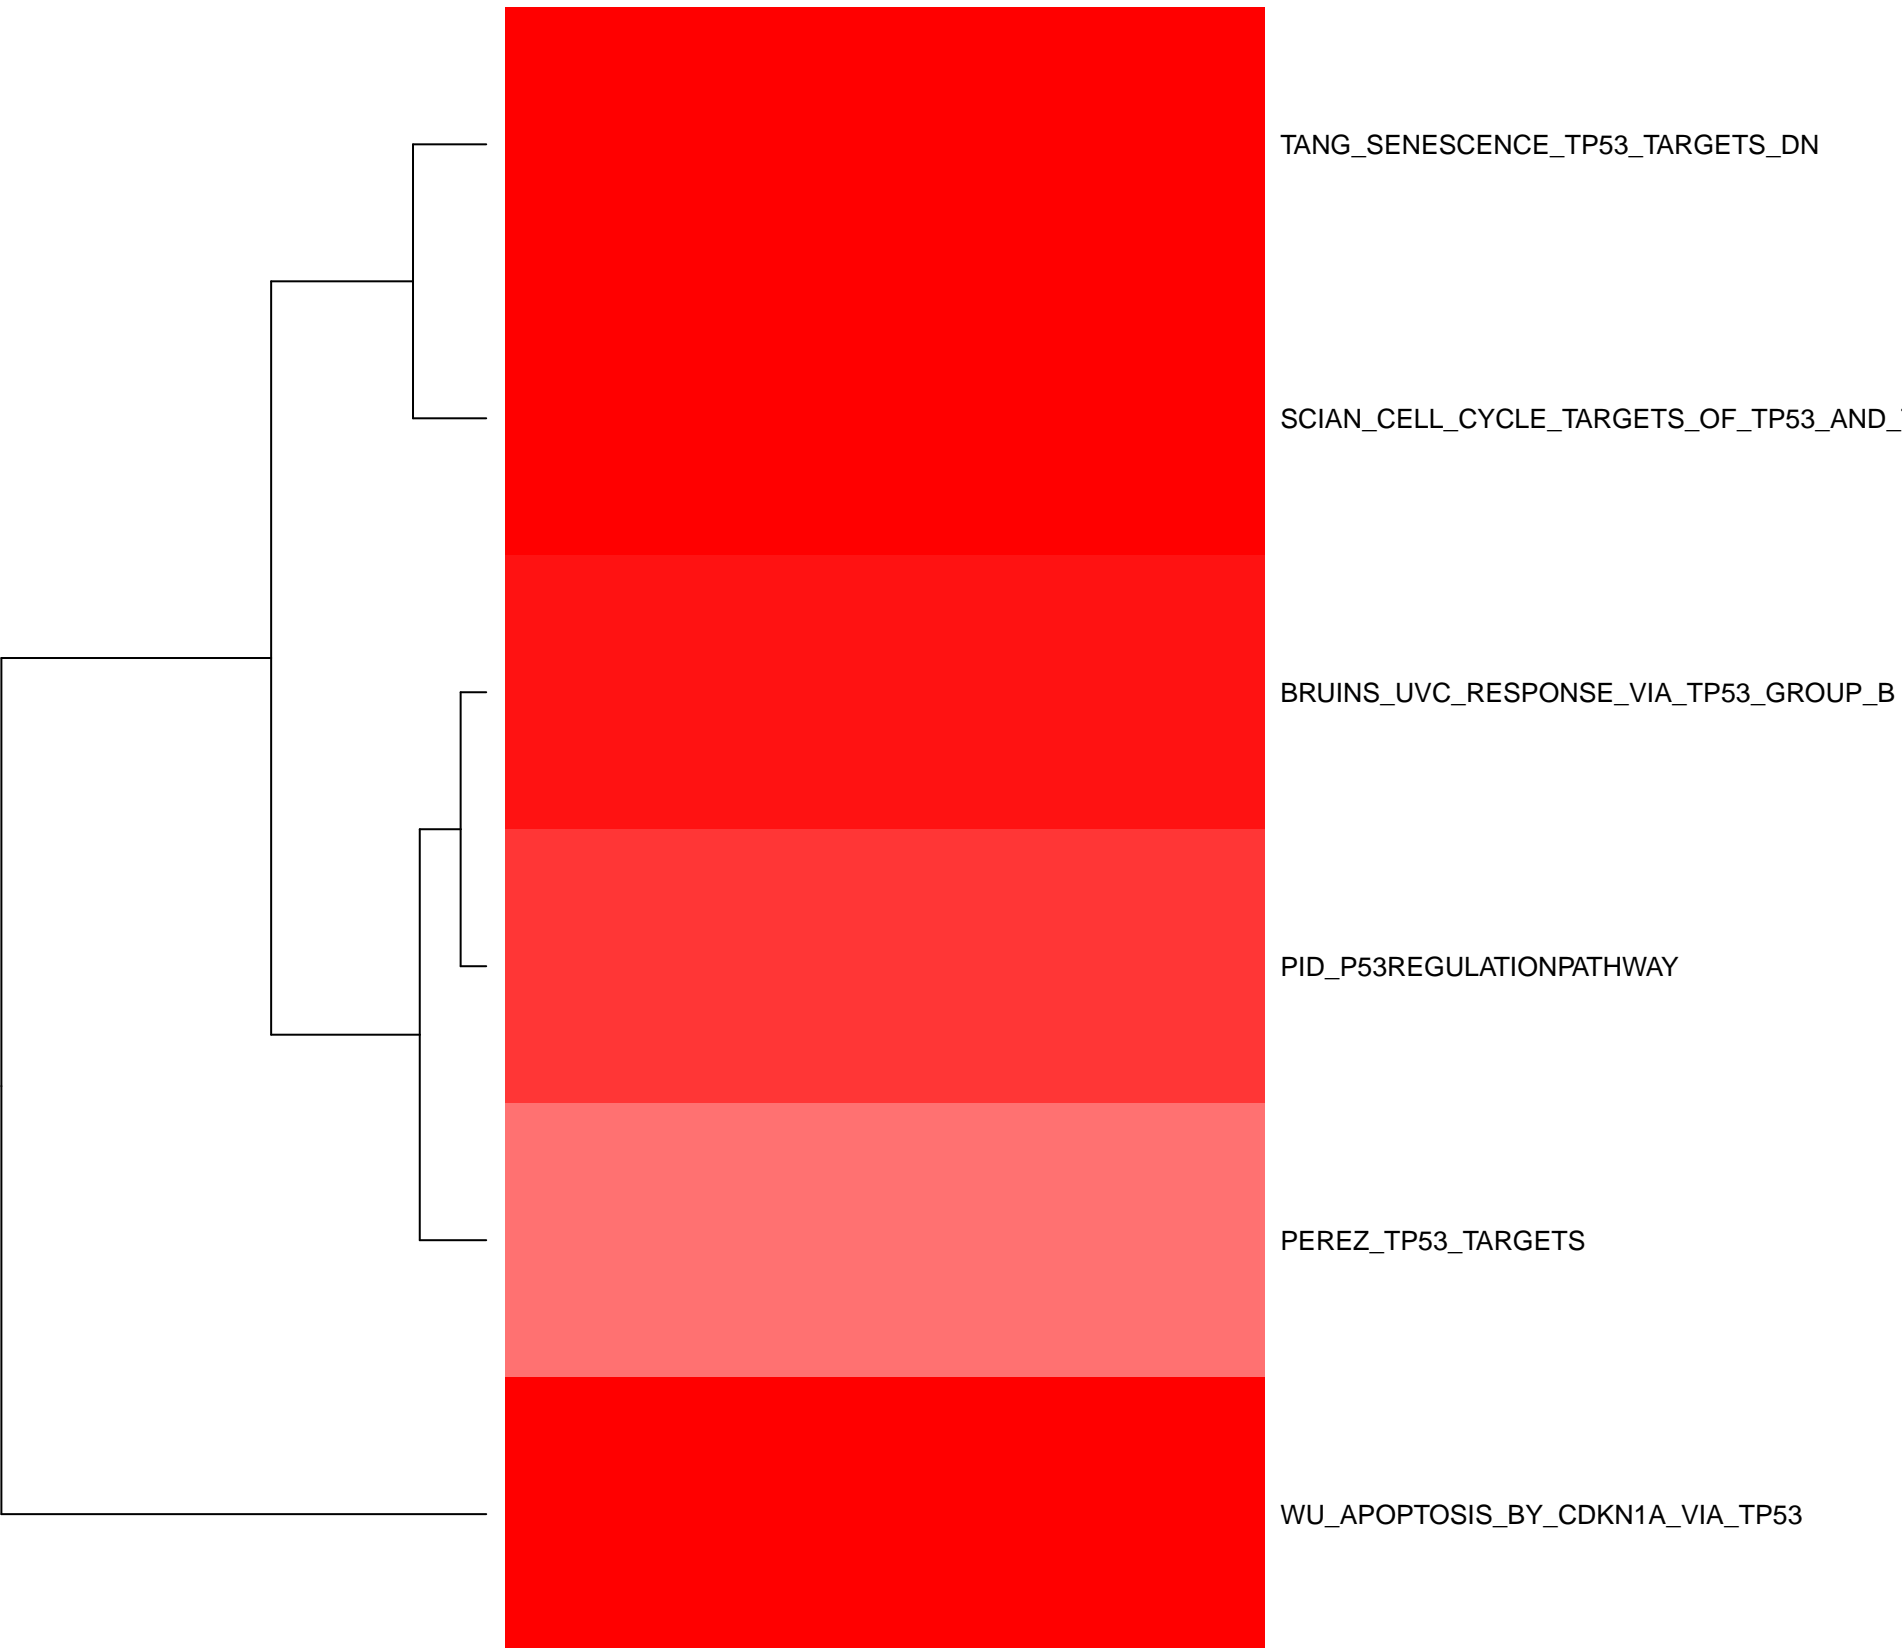 TANG_SENESCENCE_TP53_TARGETS_DN
SCIAN_CELL_CYCLE_TARGETS_OF_TP53_AND_
BRUINS_UVC_RESPONSE_VIA_TP53_GROUP_B
PID_P53REGULATIONPATHWAY
PEREZ_TP53_TARGETS
WU_APOPTOSIS_BY_CDKN1A_VIA_TP53